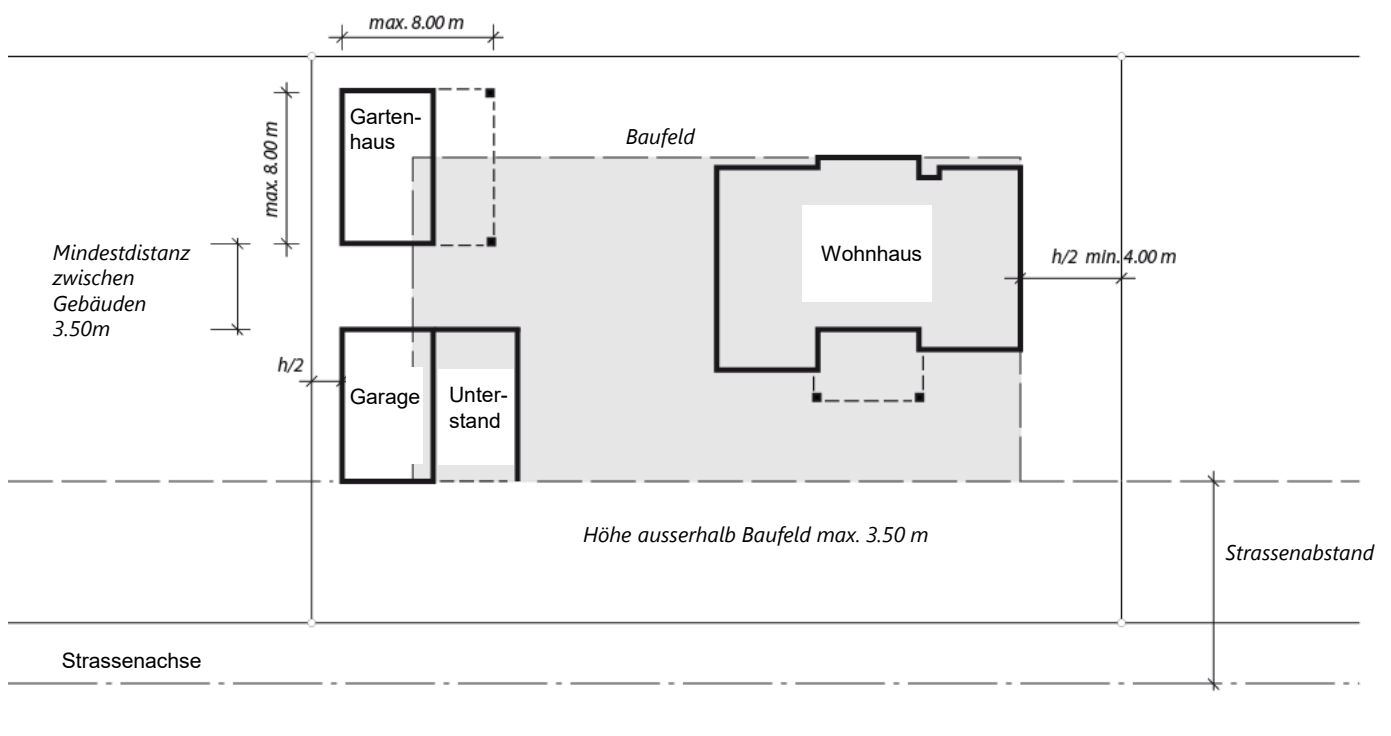 max. 8.00 m
Garten-
haus
max. 8.00 m
Baufeld
Mindestdistanz
zwischen
Gebäuden
3.50m
Wohnhaus
h/2 min. 4.00 m
h/2
Garage
Unter-
stand
Höhe ausserhalb Baufeld max. 3.50 m
Strassenabstand
Strassenachse